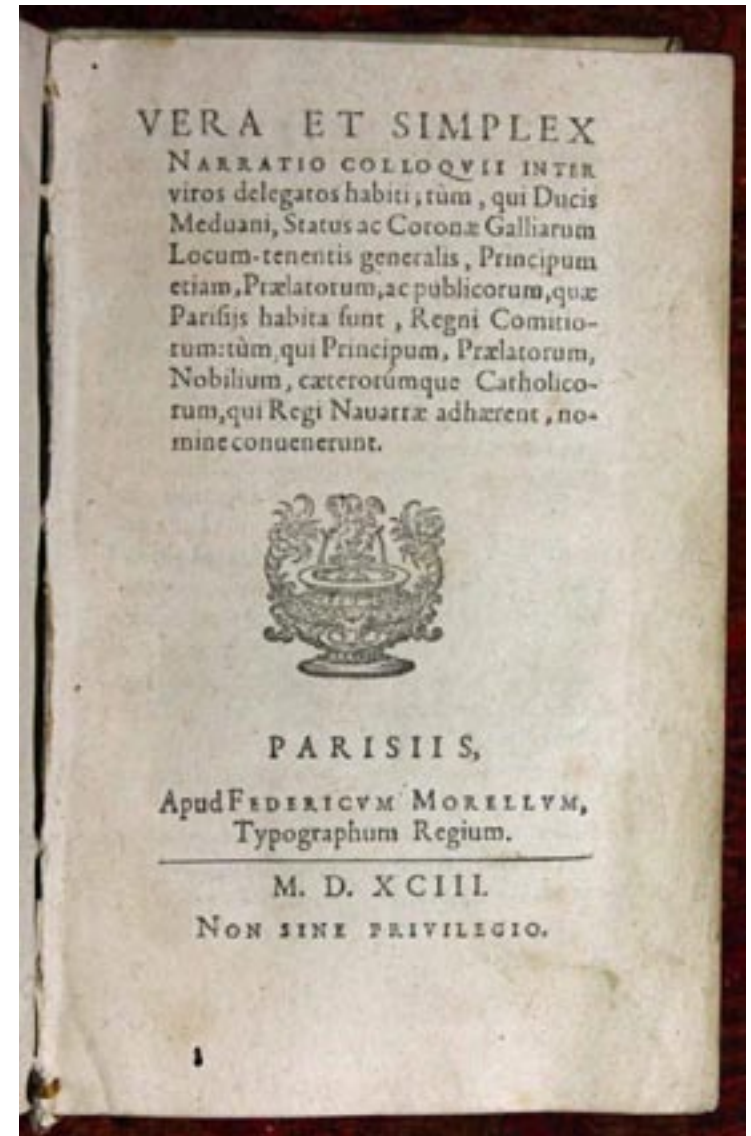 VERA ET SIMPLEX
NARRATIO COLLOQVII INTER
viros delegatos habiti; tùm, qui Ducis
Meduani, Status ac Coronæ Galliarum
Locum-tenentis generalis, Principum
etiam, Prælatorum, ac publicorum, quæ
Parisijs habita sunt, Regni Comitio-
rum: tùm, qui Principum, Prælatorum,
Nobilium, cæterorúmque Catholico-
rum, qui Regi Nauarræ adhærent, no-
mine conuenerunt.
PARISIIS,
Apud FEDERICVM MORELLVM,
Typographum Regium.
M. D. XCIII.
NON SINE PRIVILEGIO.